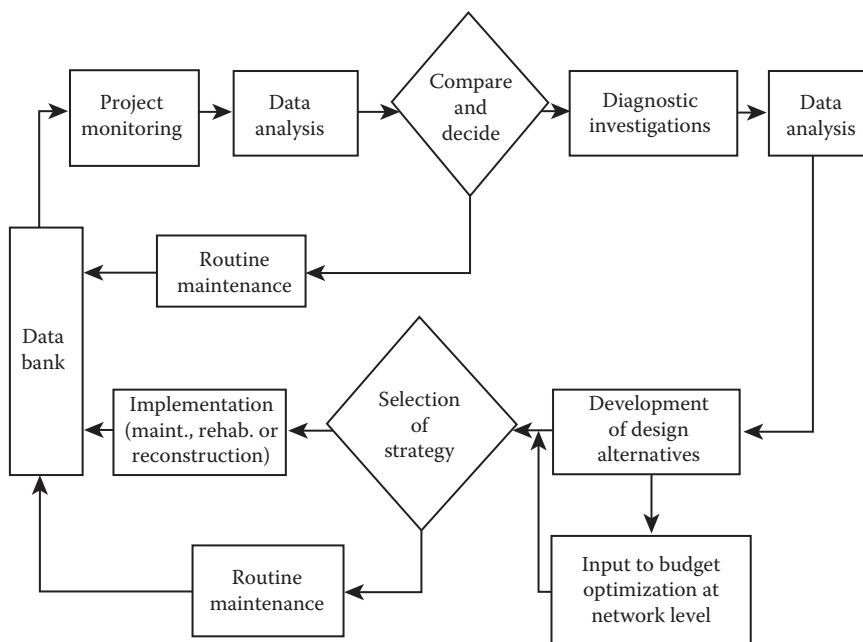 Project
monitoring
Data
analysis
Compare
and
decide
Diagnostic
investigations
Data
analysis
Routine
maintenance
Data
bank
Implementation
(maint., rehab. or
reconstruction)
Selection
of
strategy
Development
of design
alternatives
Routine
maintenance
Input to budget
optimization at
network level